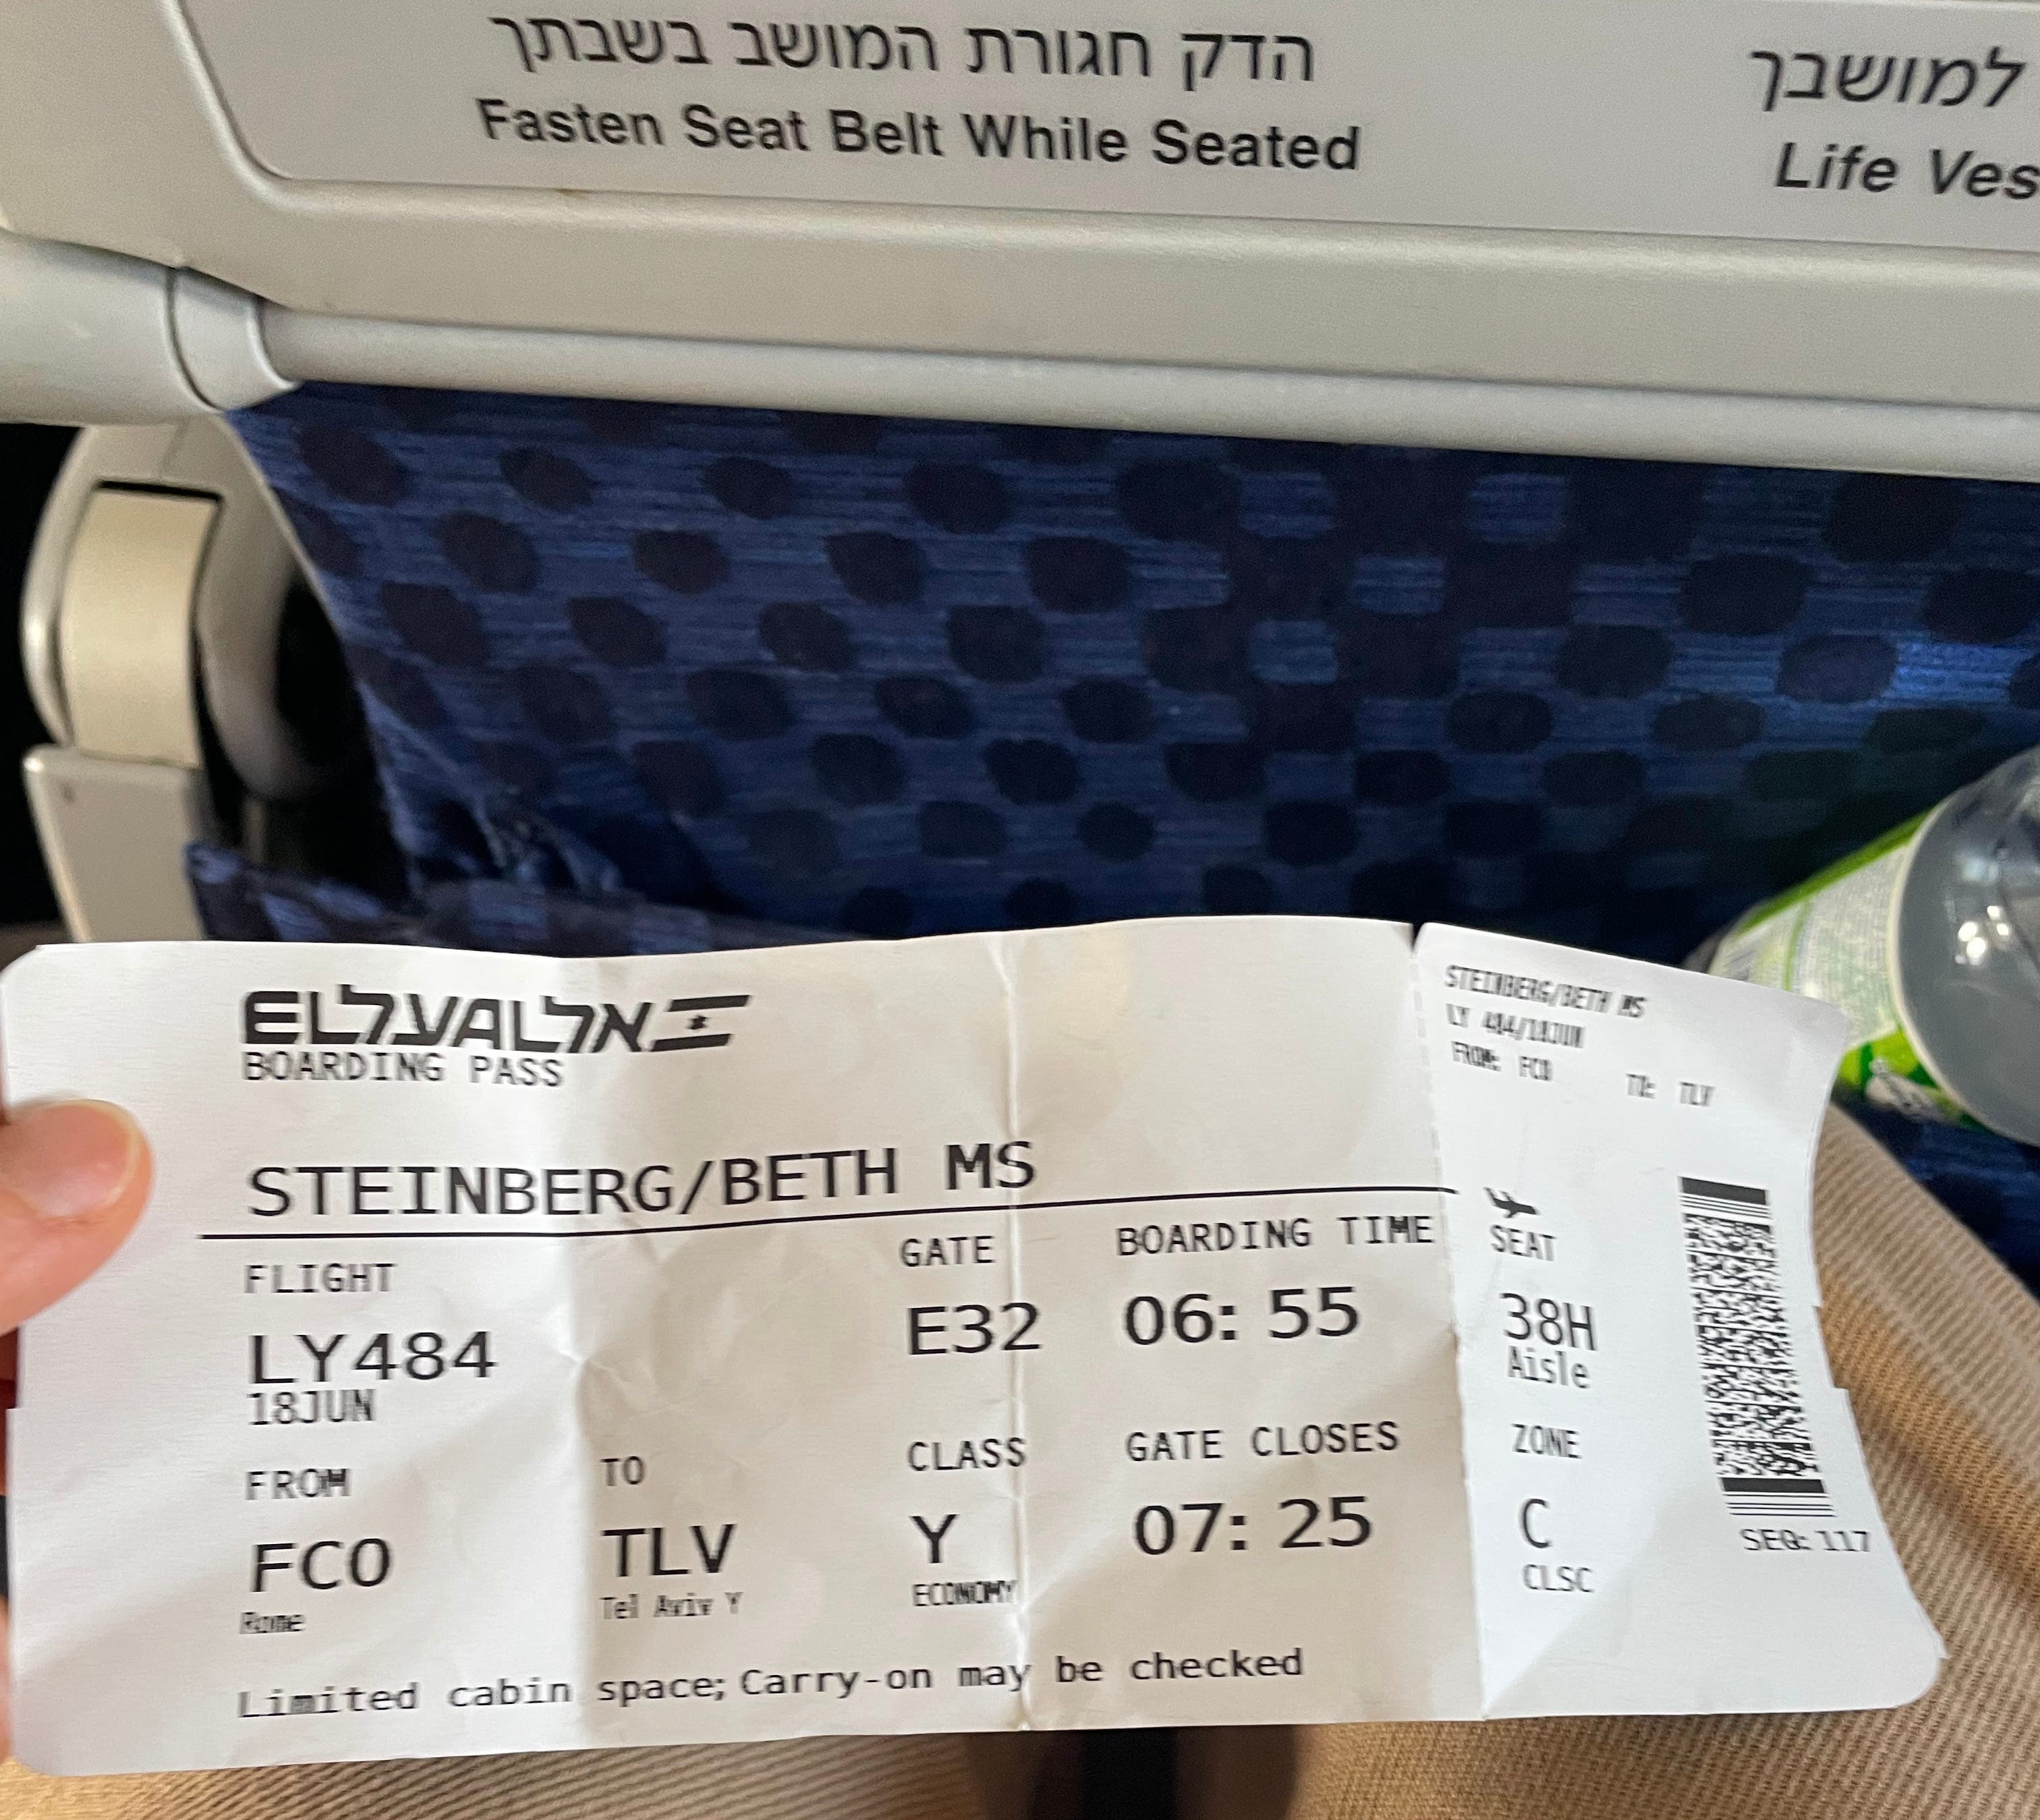 הדק חגורת המושב בשבתך
Fasten Seat Belt While Seated
למושבך
Life Ves
ELALאלעל
BOARDING PASS
STEINBERG/BETH MS
FLIGHT
LY484
18JUN
GATE
E32
BOARDING TIME
06:55
FROM
FCO
Rome
TO
TLV
Tel Aviv Y
CLASS
Y
ECONOMY
GATE CLOSES
07:25
Limited cabin space; Carry-on may be checked
STEINBERG/BETH MS
LY 484/18JUN
FROM: FCO TO: TLV
SEAT
38H
Aisle
ZONE
C
CLSC
SEQ: 117